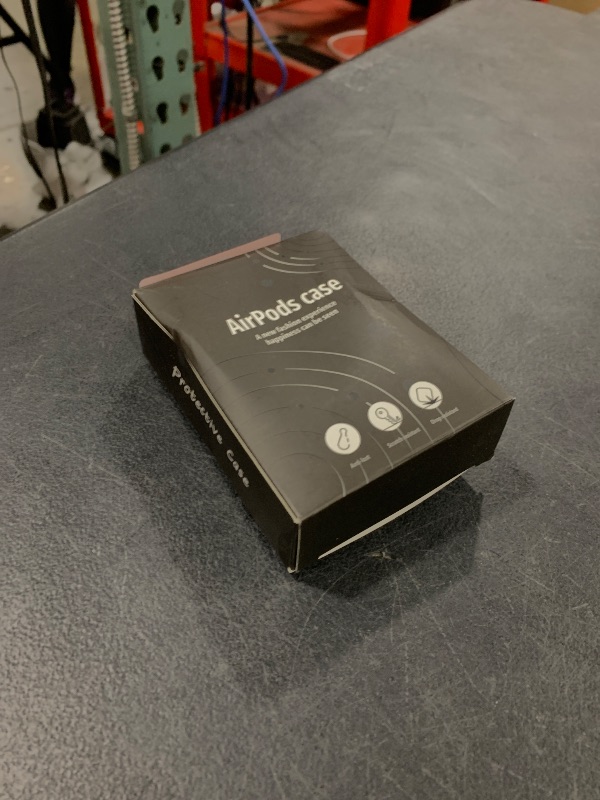 AirPods case
A new fashion experience
happiness can be seen
Protective Case